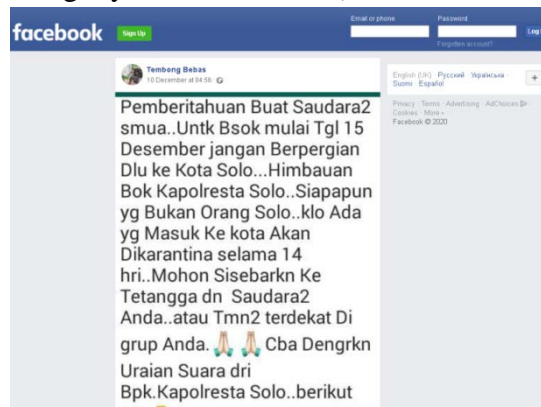 facebook
Sign Up
Email or phone
Password
Forgotten account?
Tembong Bebas
10 December at 04:56
Pemberitahuan Buat Saudara2
smua..Untk Bsok mulai Tgl 15
Desember jangan Berpergian
Dlu ke Kota Solo...Himbauan
Bok Kapolresta Solo..Siapapun
yg Bukan Orang Solo..klo Ada
yg Masuk Ke kota Akan
Dikarantina selama 14
hri..Mohon Sisebarkn Ke
Tetangga dn Saudara2
Anda..atau Tmn2 terdekat Di
grup Anda.🙏🏻 🙏🏻 Cba Dengrkn
Uraian Suara dri
Bpk.Kapolresta Solo..berikut
English (UK) · Русский · Українська ·
Suomi · Español
Privacy · Terms · Advertising · AdChoices ·
Cookies · More
Facebook © 2020